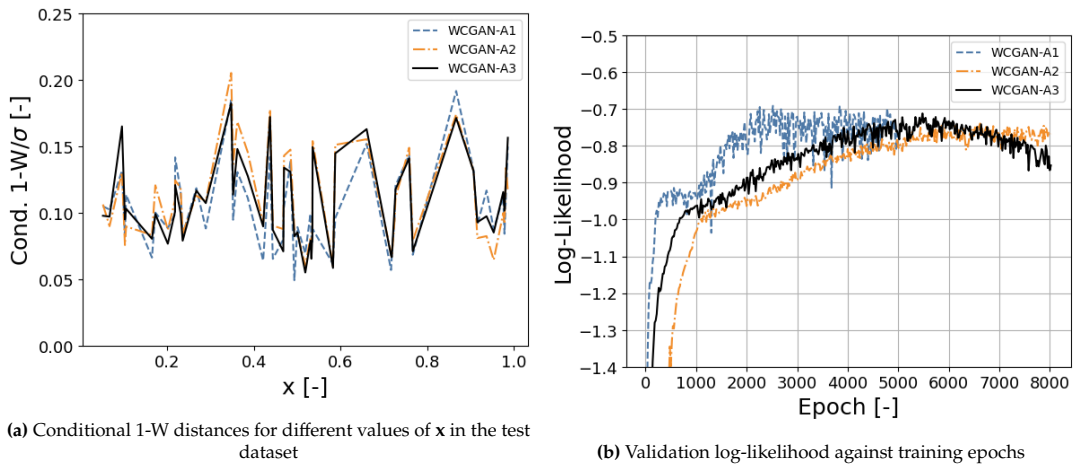 0.25
0.20
0.15
0.10
0.05
0.00
Cond. 1-W/σ [-]
WCGAN-A1
WCGAN-A2
WCGAN-A3
0.2 0.4 0.6 0.8 1.0
x [-]
(a) Conditional 1-W distances for different values of x in the test
dataset
−0.5
−0.6
−0.7
−0.8
−0.9
−1.0
−1.1
−1.2
−1.3
−1.4
Log-Likelihood
WCGAN-A1
WCGAN-A2
WCGAN-A3
0 1000 2000 3000 4000 5000 6000 7000 8000
Epoch [-]
(b) Validation log-likelihood against training epochs